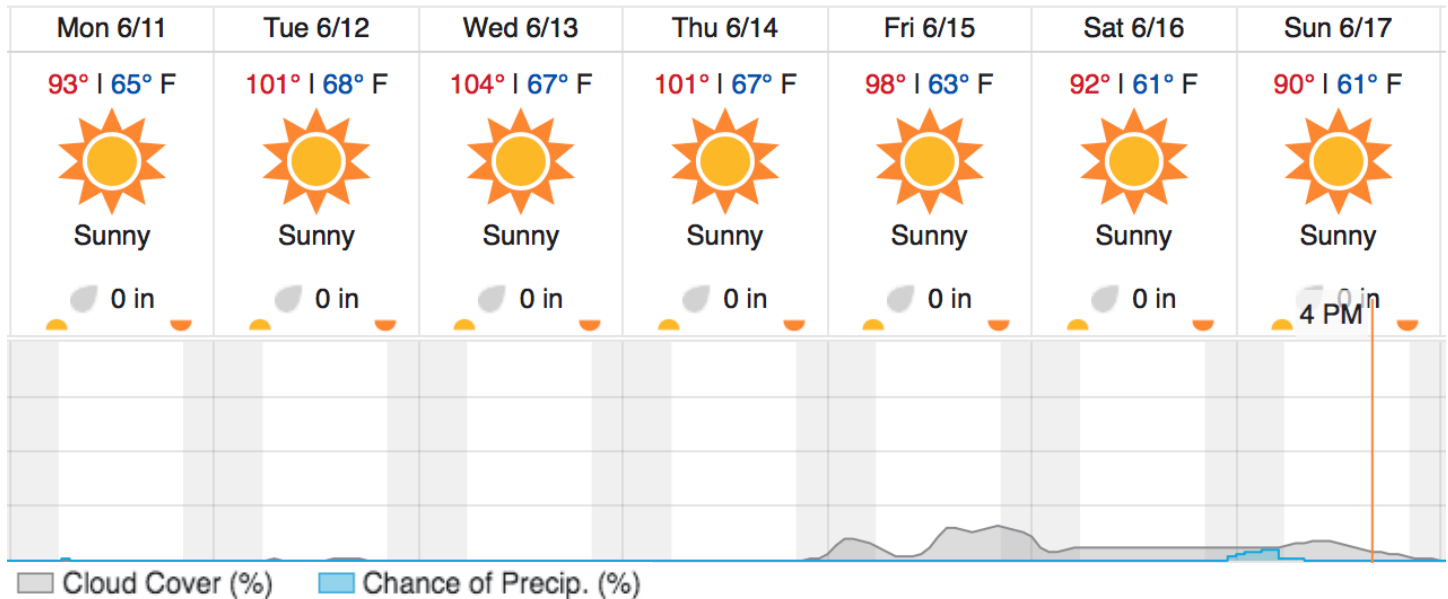 Mon 6/11 Tue 6/12 Wed 6/13 Thu 6/14 Fri 6/15 Sat 6/16 Sun 6/17
93° | 65° F 101° | 68° F 104° | 67° F 101° | 67° F 98° | 63° F 92° | 61° F 90° | 61° F
Sunny Sunny Sunny Sunny Sunny Sunny Sunny
0 in 0 in 0 in 0 in 0 in 0 in 0 in
4 PM
Cloud Cover (%) Chance of Precip. (%)